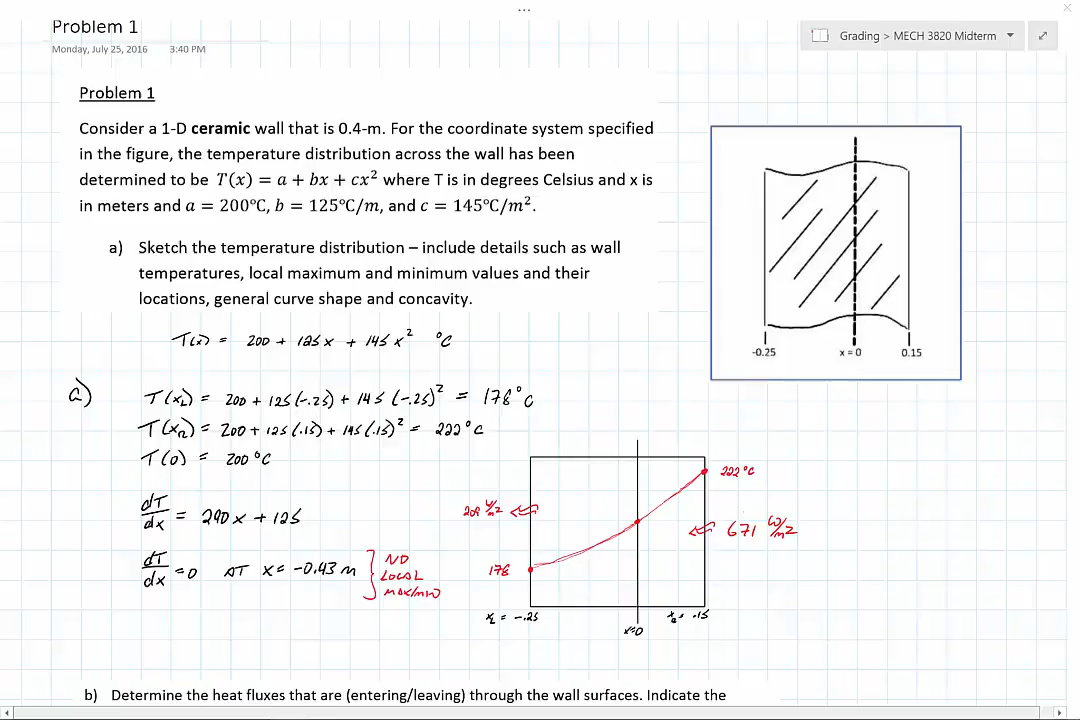 Problem 1
Monday, July 25, 2016 3:40 PM
Grading > MECH 3820 Midterm
Problem 1
Consider a 1-D ceramic wall that is 0.4-m. For the coordinate system specified
in the figure, the temperature distribution across the wall has been
determined to be T(x) = a + bx + cx² where T is in degrees Celsius and x is
in meters and a = 200°C, b = 125°C/m, and c = 145°C/m².
a) Sketch the temperature distribution – include details such as wall
temperatures, local maximum and minimum values and their
locations, general curve shape and concavity.
-0.25 x = 0 0.15
T(x) = 200 + 125x + 145x² °C
a) T(x_L) = 200 + 125(-.25) + 145(-.25)² = 178°C
T(x_R) = 200 + 125(.15) + 145(.15)² = 222°C
T(0) = 200°C
dT/dx = 290x + 125
dT/dx = 0 AT x = -0.43 m
NO
LOCAL
MAX/MIN
222°C
W/m²
671 W/m²
178
x_L = -.25 x=0 x_R = .15
b) Determine the heat fluxes that are (entering/leaving) through the wall surfaces. Indicate the